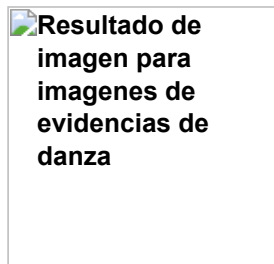 Resultado de
imagen para
imagenes de
evidencias de
danza